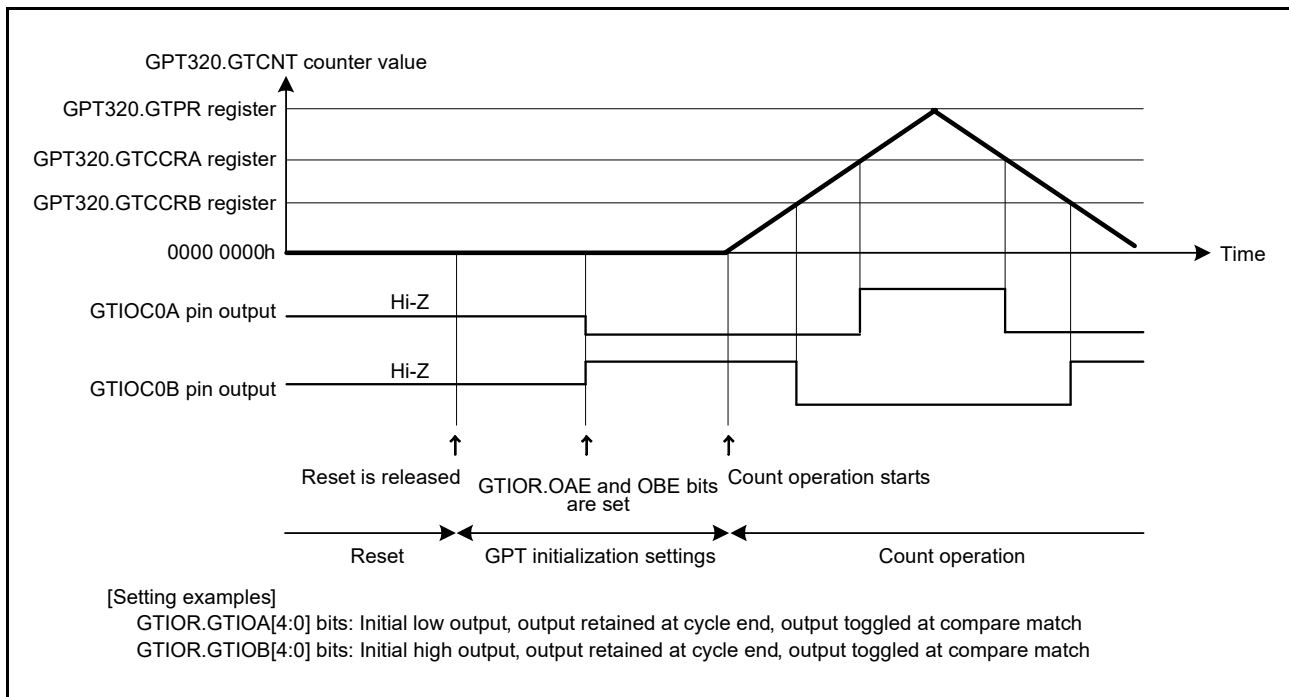 GPT320.GTCNT counter value
GPT320.GTPR register
GPT320.GTCCRA register
GPT320.GTCCRB register
0000 0000h
Time
GTIOC0A pin output
Hi-Z
GTIOC0B pin output
Hi-Z
Reset is released
GTIOR.OAE and OBE bits
are set
Count operation starts
Reset
GPT initialization settings
Count operation
[Setting examples]
GTIOR.GTIOA[4:0] bits: Initial low output, output retained at cycle end, output toggled at compare match
GTIOR.GTIOB[4:0] bits: Initial high output, output retained at cycle end, output toggled at compare match